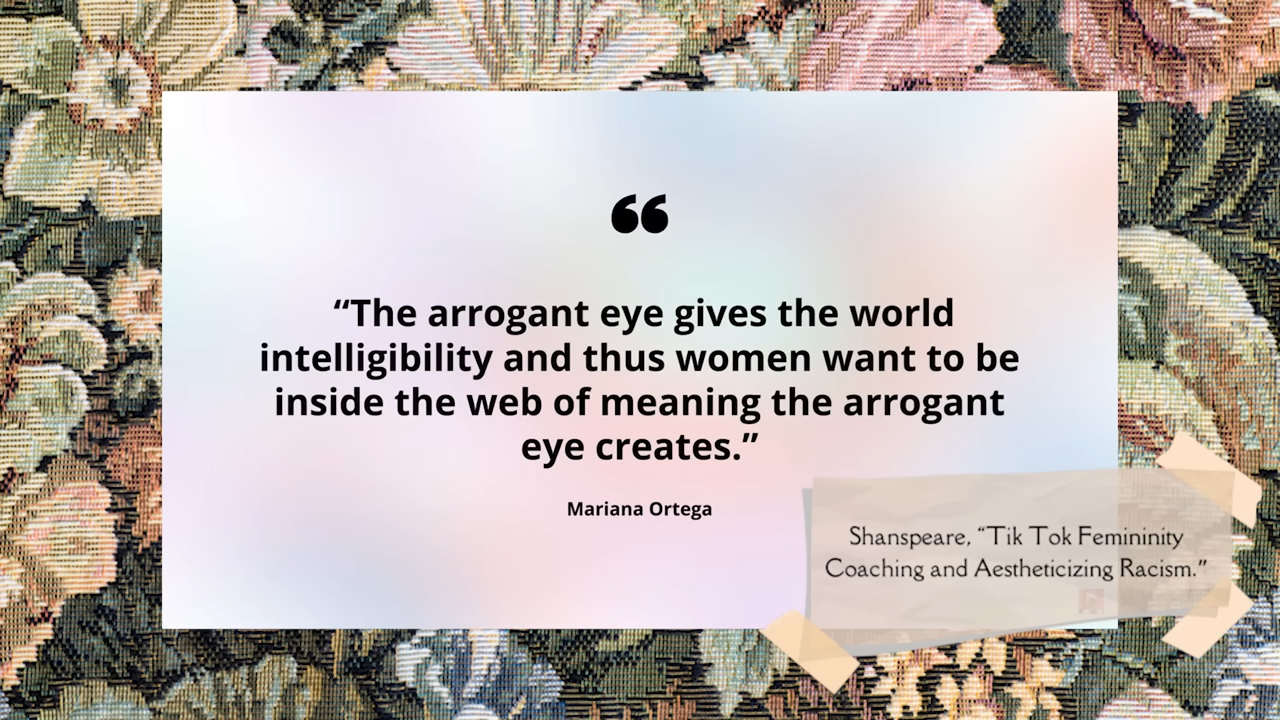 ❝
“The arrogant eye gives the world
intelligibility and thus women want to be
inside the web of meaning the arrogant
eye creates.”
Mariana Ortega
Shanspeare, “Tik Tok Femininity
Coaching and Aestheticizing Racism.”